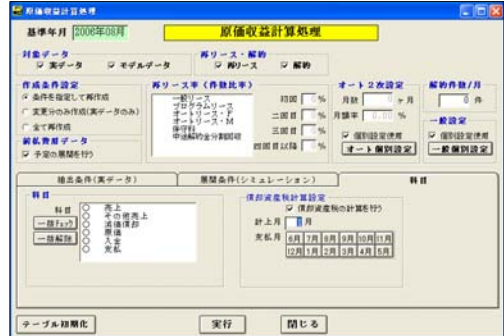 原価収益計算処理
基準年月 2006年08月
原価収益計算処理
対象データ
実データ モデルデータ
再リース・解約
再リース 解約
作成条件設定
条件を指定して再作成
変更分のみ作成(実データのみ)
全て再作成
前払費用データ
予定の展開を行う
再リース率(件数比率)
一般リース
プログラムリース
オートリース・F
オートリース・M
保守料
中途解約金分割回収
初回 %
二回目 %
三回目 %
四回目以降 %
オート2次設定
月数 0 ヶ月
月額率 0.00 %
個別設定使用
オート個別設定
解約件数/月
0 件
一般設定
個別設定使用
一般個別設定
抽出条件(実データ)
展開条件(シミュレーション)
科目
科目
科目
一括チェック
一括解除
売上
その他売上
減価償却
原価
入金
支払
償却資産税計算設定
償却資産税の計算を行う
計上月 月
支払月 6月 7月 8月 9月 10月 11月
12月 1月 2月 3月 4月 5月
テーブル初期化
実行
閉じる